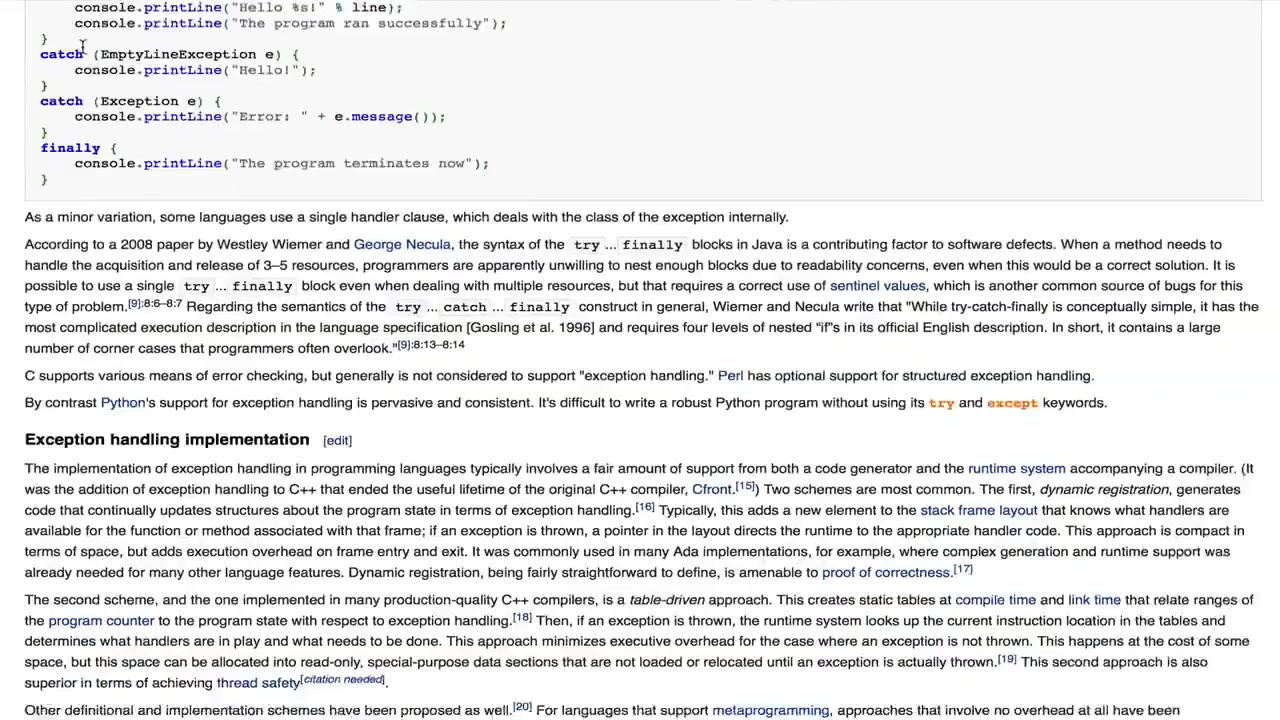 console.printLine("Hello %s!" % line);
console.printLine("The program ran successfully");
}
catch (EmptyLineException e) {
console.printLine("Hello!");
}
catch (Exception e) {
console.printLine("Error: " + e.message());
}
finally {
console.printLine("The program terminates now");
}
As a minor variation, some languages use a single handler clause, which deals with the class of the exception internally.
According to a 2008 paper by Westley Wiemer and George Necula, the syntax of the try ... finally blocks in Java is a contributing factor to software defects. When a method needs to
handle the acquisition and release of 3–5 resources, programmers are apparently unwilling to nest enough blocks due to readability concerns, even when this would be a correct solution. It is
possible to use a single try ... finally block even when dealing with multiple resources, but that requires a correct use of sentinel values, which is another common source of bugs for this
type of problem.[9]:8:6–8:7 Regarding the semantics of the try ... catch ... finally construct in general, Wiemer and Necula write that "While try-catch-finally is conceptually simple, it has the
most complicated execution description in the language specification [Gosling et al. 1996] and requires four levels of nested "if"s in its official English description. In short, it contains a large
number of corner cases that programmers often overlook."[9]:8:13–8:14
C supports various means of error checking, but generally is not considered to support "exception handling." Perl has optional support for structured exception handling.
By contrast Python's support for exception handling is pervasive and consistent. It's difficult to write a robust Python program without using its try and except keywords.
Exception handling implementation [edit]
The implementation of exception handling in programming languages typically involves a fair amount of support from both a code generator and the runtime system accompanying a compiler. (It
was the addition of exception handling to C++ that ended the useful lifetime of the original C++ compiler, Cfront.[15]) Two schemes are most common. The first, dynamic registration, generates
code that continually updates structures about the program state in terms of exception handling.[16] Typically, this adds a new element to the stack frame layout that knows what handlers are
available for the function or method associated with that frame; if an exception is thrown, a pointer in the layout directs the runtime to the appropriate handler code. This approach is compact in
terms of space, but adds execution overhead on frame entry and exit. It was commonly used in many Ada implementations, for example, where complex generation and runtime support was
already needed for many other language features. Dynamic registration, being fairly straightforward to define, is amenable to proof of correctness.[17]
The second scheme, and the one implemented in many production-quality C++ compilers, is a table-driven approach. This creates static tables at compile time and link time that relate ranges of
the program counter to the program state with respect to exception handling.[18] Then, if an exception is thrown, the runtime system looks up the current instruction location in the tables and
determines what handlers are in play and what needs to be done. This approach minimizes executive overhead for the case where an exception is not thrown. This happens at the cost of some
space, but this space can be allocated into read-only, special-purpose data sections that are not loaded or relocated until an exception is actually thrown.[19] This second approach is also
superior in terms of achieving thread safety[citation needed].
Other definitional and implementation schemes have been proposed as well.[20] For languages that support metaprogramming, approaches that involve no overhead at all have been